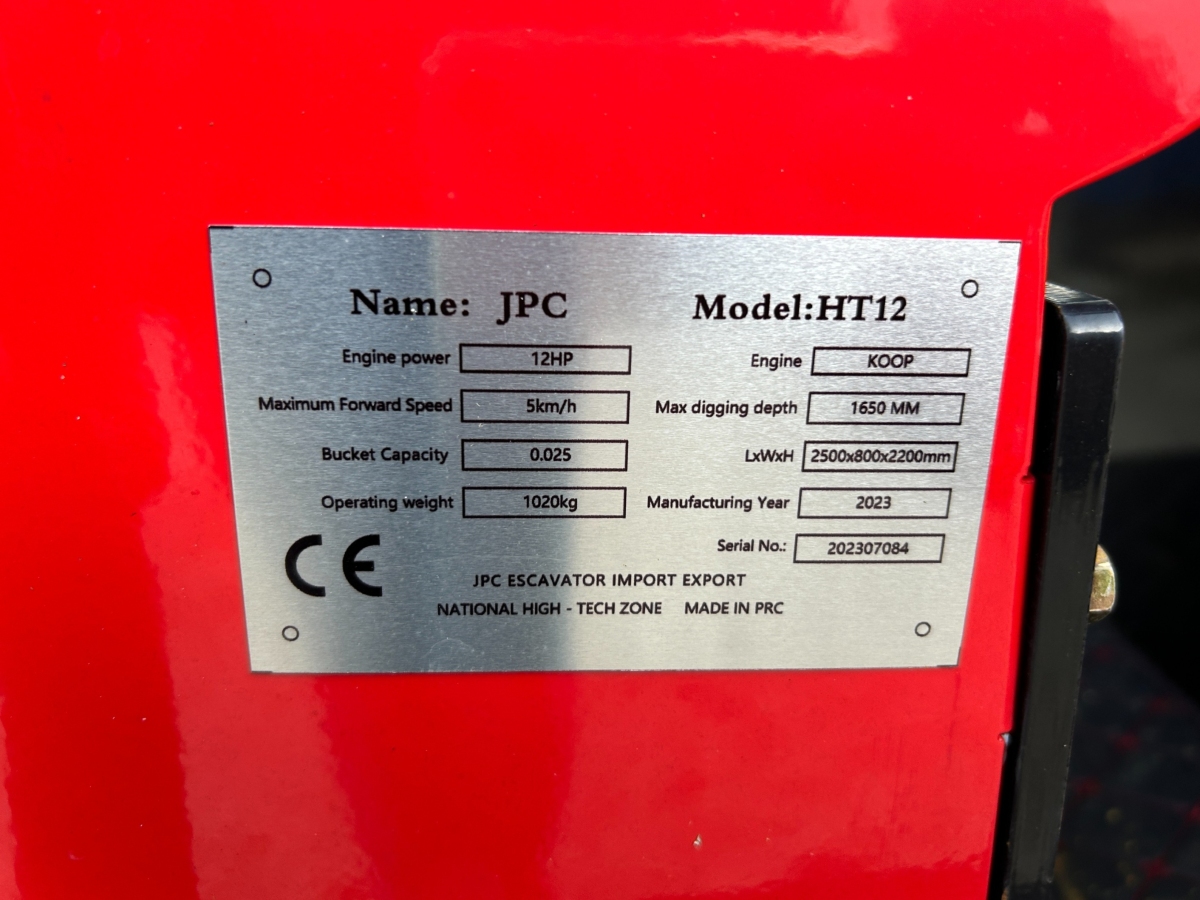 Name: JPC Model:HT12
Engine power 12HP Engine KOOP
Maximum Forward Speed 5km/h Max digging depth 1650 MM
Bucket Capacity 0.025 LxWxH 2500x800x2200mm
Operating weight 1020kg Manufacturing Year 2023
Serial No.: 202307084
CE
JPC ESCAVATOR IMPORT EXPORT
NATIONAL HIGH - TECH ZONE MADE IN PRC